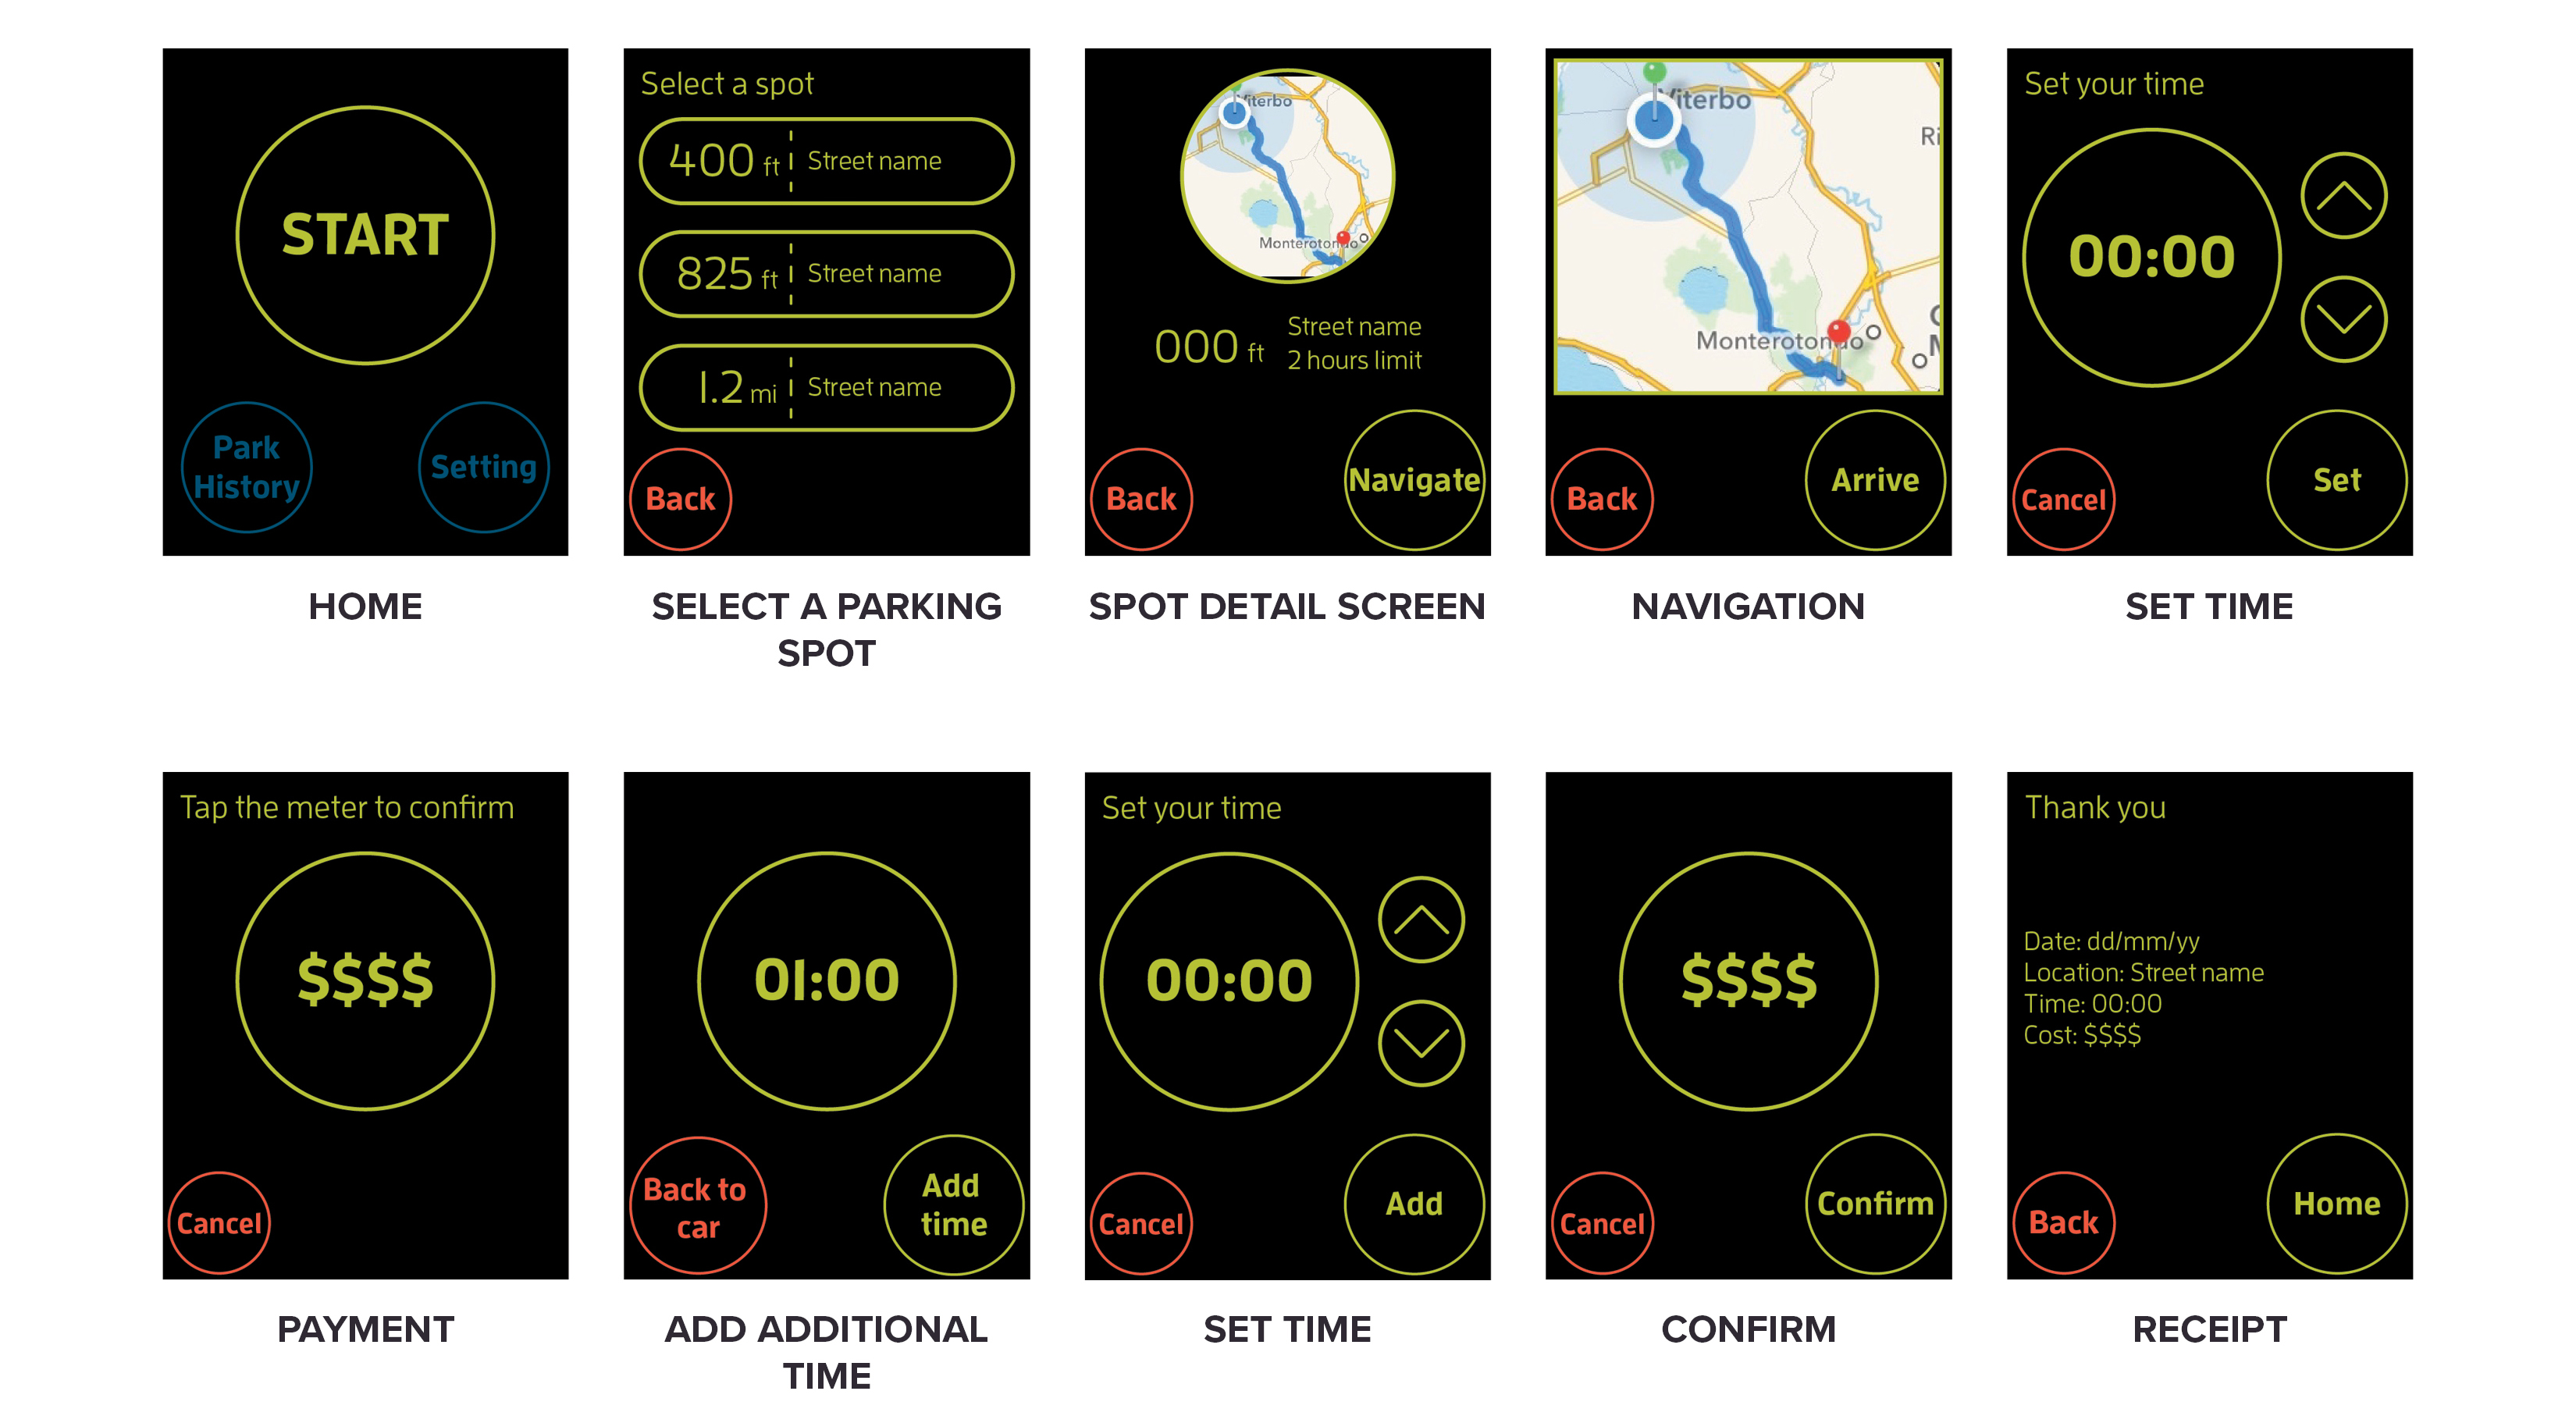 START
Park
History
Setting
HOME
Select a spot
400 ft Street name
825 ft Street name
1.2 mi Street name
Back
SELECT A PARKING
SPOT
Viterbo
Monterotondo
000 ft
Street name
2 hours limit
Back
Navigate
SPOT DETAIL SCREEN
Viterbo
Ri
Monterotondo
Back
Arrive
NAVIGATION
Set your time
00:00
Cancel
Set
SET TIME
Tap the meter to confirm
$$$$
Cancel
PAYMENT
01:00
Back to
car
Add
time
ADD ADDITIONAL
TIME
Set your time
00:00
Cancel
Add
SET TIME
$$$$
Cancel
Confirm
CONFIRM
Thank you
Date: dd/mm/yy
Location: Street name
Time: 00:00
Cost: $$$$
Back
Home
RECEIPT